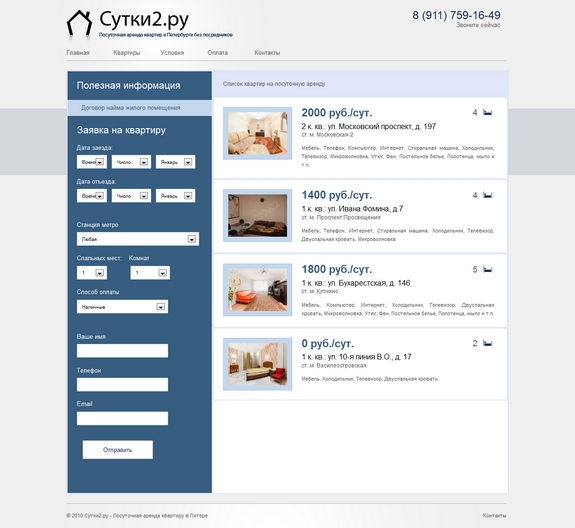 Сутки2.ру
Посуточная аренда квартир в Петербурге без посредников
8 (911) 759-16-49
Звоните сейчас
Главная Квартиры Условия Оплата Контакты
Полезная информация
Договор найма жилого помещения
Заявка на квартиру
Дата заезда:
Время Число Январь
Дата отъезда:
Время Число Январь
Станция метро
Любая
Спальных мест: Комнат
1 1
Способ оплаты
Наличные
Ваше имя
Телефон
Email
Отправить
Список квартир на посуточную аренду
2000 руб./сут. 4
2 к. кв.: ул. Московский проспект, д. 197
ст. м. Московская-2
Мебель, Телефон, Компьютер, Интернет, Стиральная машина, Холодильник,
Телевизор, Микроволновка, Утюг, Фен, Постельное белье, Полотенца, мыло и
т.п.
1400 руб./сут. 4
1 к. кв.: ул. Ивана Фомина, д.7
ст. м. Проспект Просвещения
Мебель, Телефон, Интернет, Стиральная машина, Холодильник, Телевизор,
Двуспальная кровать, Микроволновка
1800 руб./сут. 5
1 к. кв.: ул. Бухарестская, д. 146
ст. м. Купчино
Мебель, Компьютер, Интернет, Холодильник, Телевизор, Двуспальная
кровать, Микроволновка, Утюг, Фен, Постельное белье, Полотенца, мыло и т.п.
0 руб./сут. 2
1 к. кв.: ул. 10-я линия В.О., д. 17
ст. м. Василеостровская
Мебель, Холодильник, Телевизор, Двуспальная кровать
© 2010 Сутки2.ру - Посуточная аренда квартир в Питере
Контакты